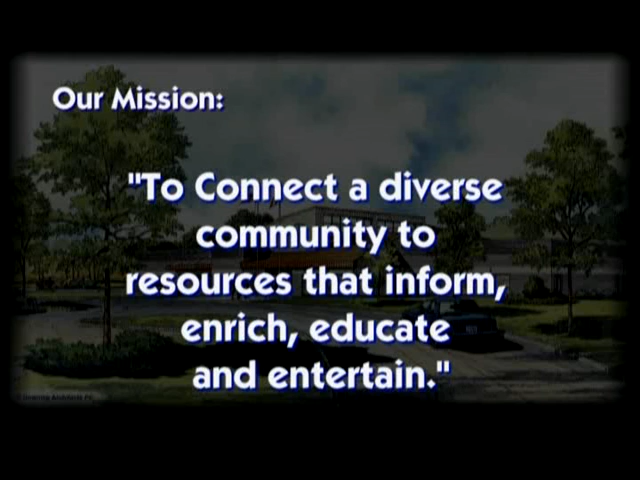 Our Mission:
"To Connect a diverse
community to
resources that inform,
enrich, educate
and entertain."